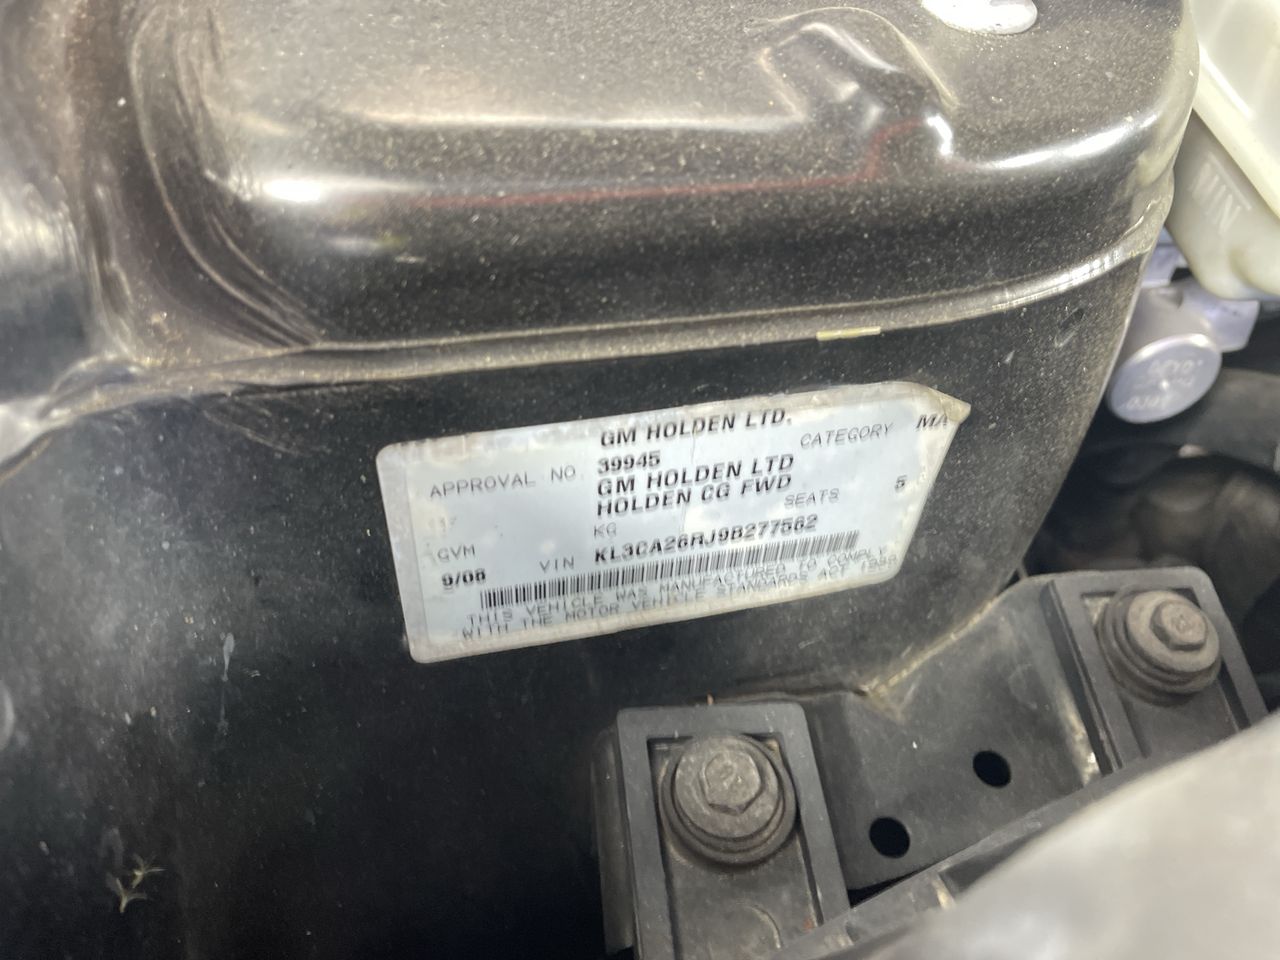 GM HOLDEN LTD.
APPROVAL NO. 39945 CATEGORY MA
GM HOLDEN LTD
HOLDEN CG FWD
GVM KG SEATS 5
9/08 VIN KL3CA26RJ9B277562
THIS VEHICLE WAS MANUFACTURED TO COMPLY
WITH THE MOTOR VEHICLE STANDARDS ACT 1989
MIN